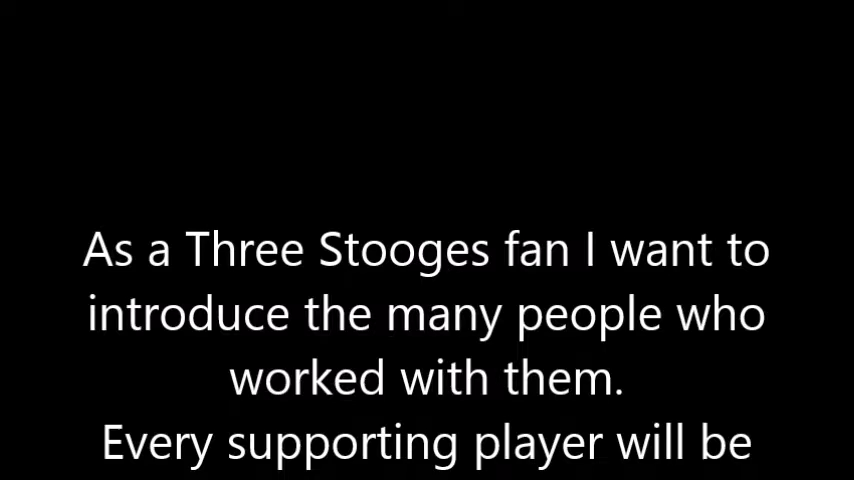 As a Three Stooges fan I want to
introduce the many people who
worked with them.
Every supporting player will be